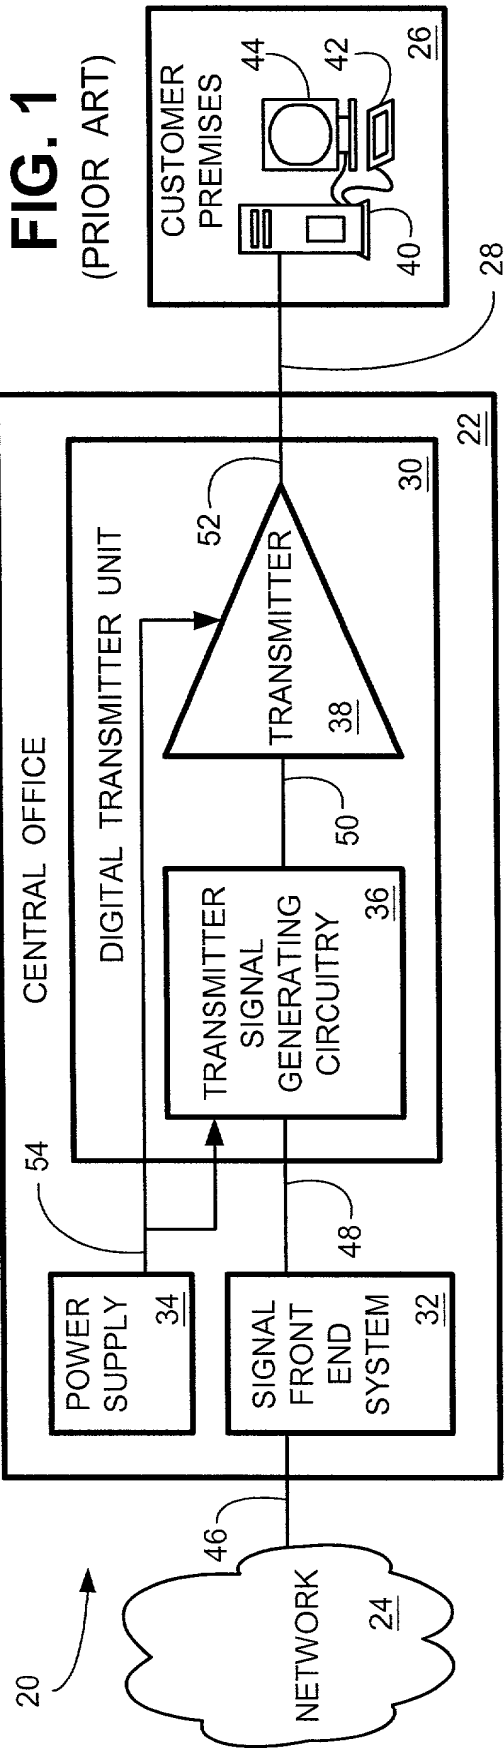 FIG. 1
(PRIOR ART)
20
NETWORK
24
46
CENTRAL OFFICE
22
POWER
SUPPLY
34
54
SIGNAL
FRONT
END
SYSTEM
32
48
DIGITAL TRANSMITTER UNIT
30
TRANSMITTER
SIGNAL
GENERATING
CIRCUITRY
36
50
TRANSMITTER
38
52
28
CUSTOMER
PREMISES
26
44
42
40